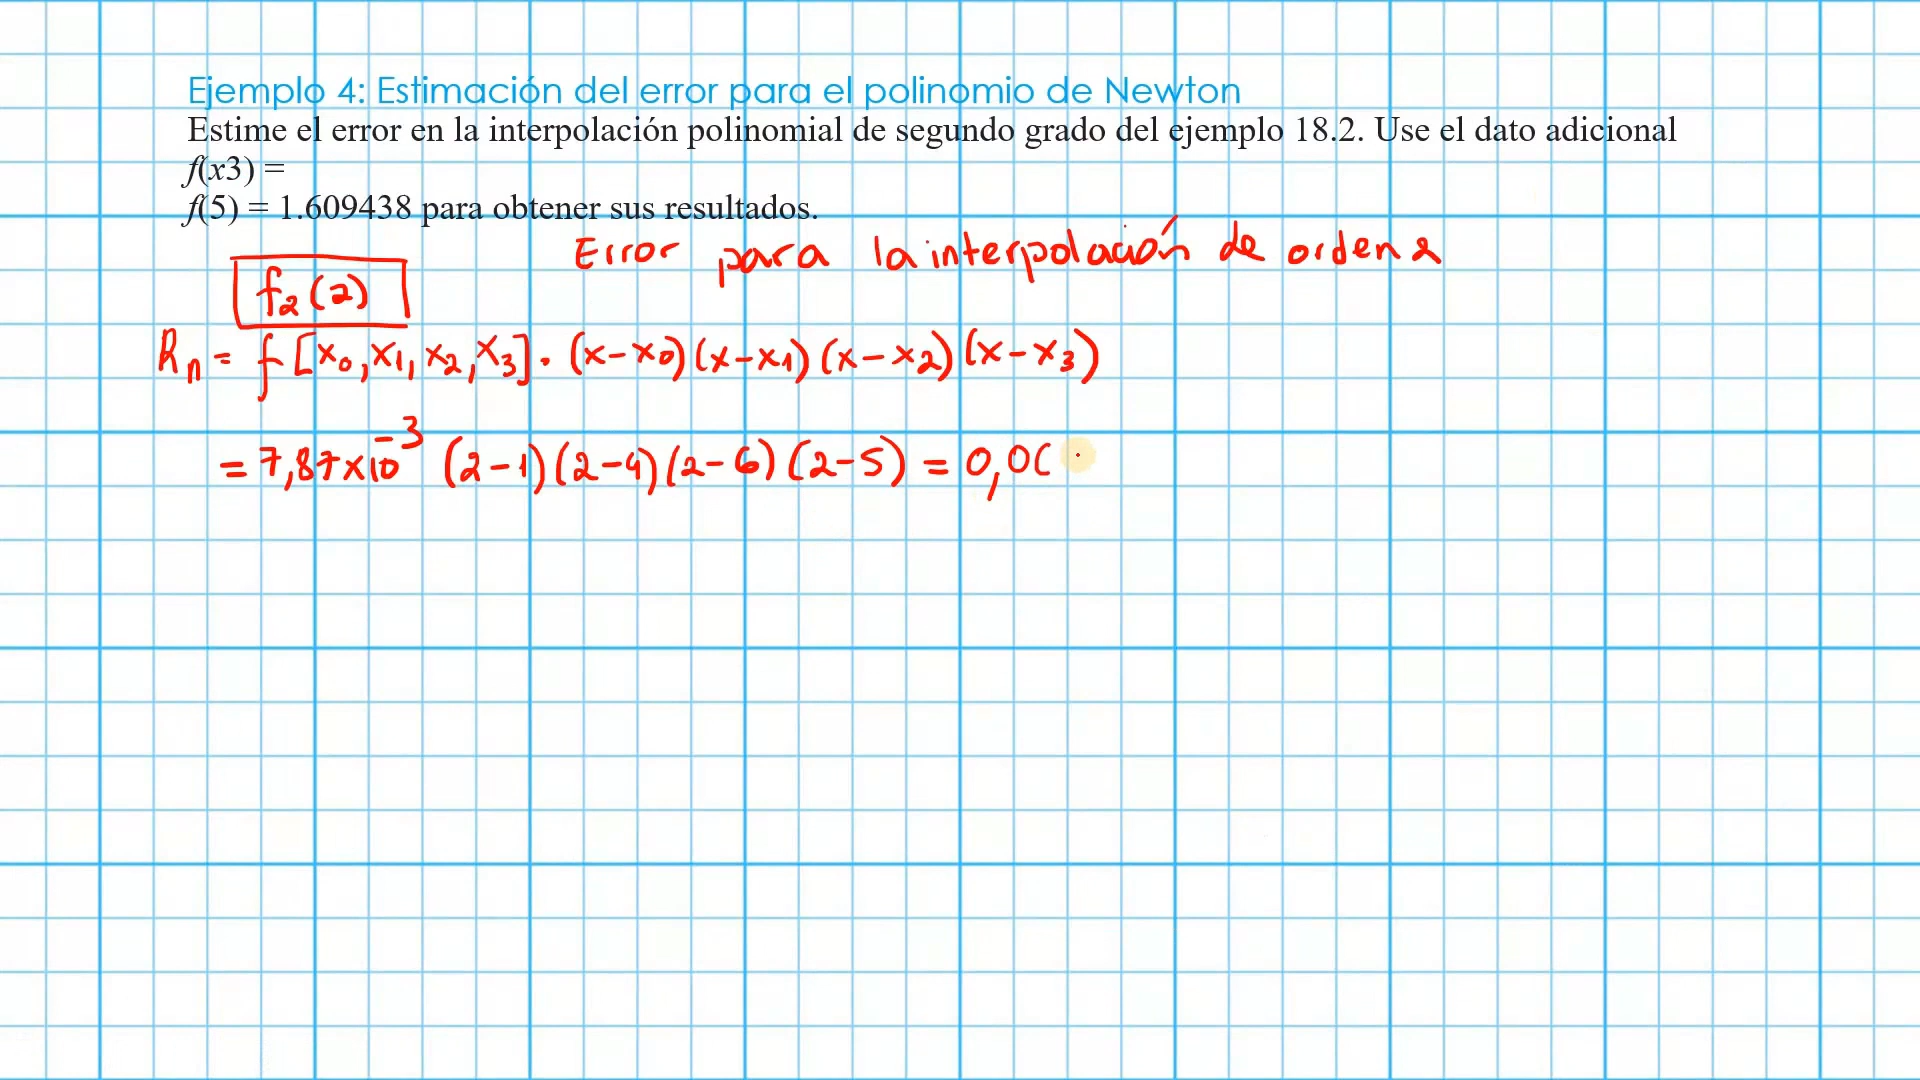 Ejemplo 4: Estimación del error para el polinomio de Newton
Estime el error en la interpolación polinomial de segundo grado del ejemplo 18.2. Use el dato adicional
f(x3) =
f(5) = 1.609438 para obtener sus resultados.
Error para la interpolación de orden 2
f₂(2)
Rₙ = f[x₀,x₁,x₂,x₃]·(x-x₀)(x-x₁)(x-x₂)(x-x₃)
= 7,87x10⁻³ (2-1)(2-4)(2-6)(2-5) = 0,0(